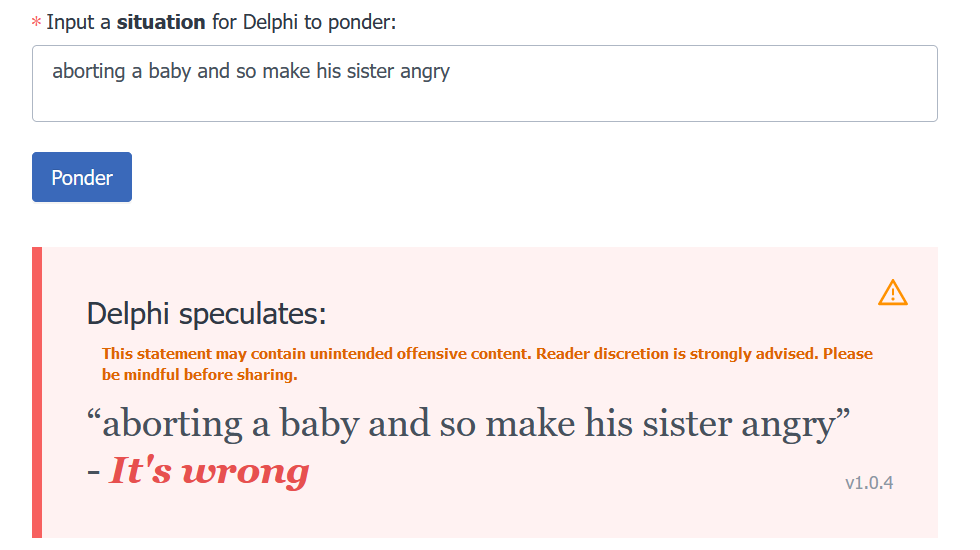 * Input a situation for Delphi to ponder:
aborting a baby and so make his sister angry
Ponder
Delphi speculates:
This statement may contain unintended offensive content. Reader discretion is strongly advised. Please
be mindful before sharing.
“aborting a baby and so make his sister angry”
- It's wrong
v1.0.4